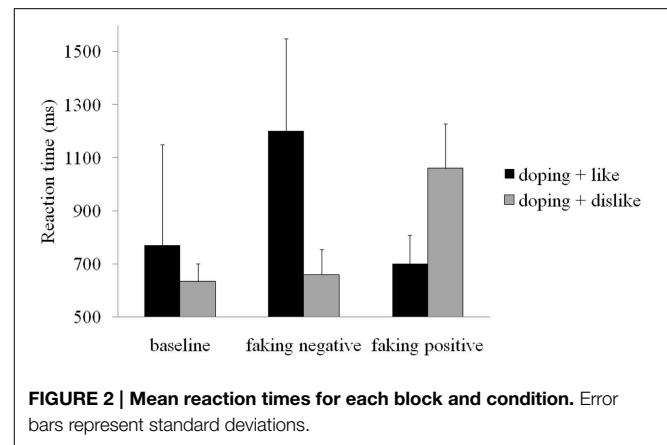 1500
1300
1100
900
700
500
Reaction time (ms)
baseline
faking negative
faking positive
doping + like
doping + dislike
FIGURE 2 | Mean reaction times for each block and condition. Error
bars represent standard deviations.